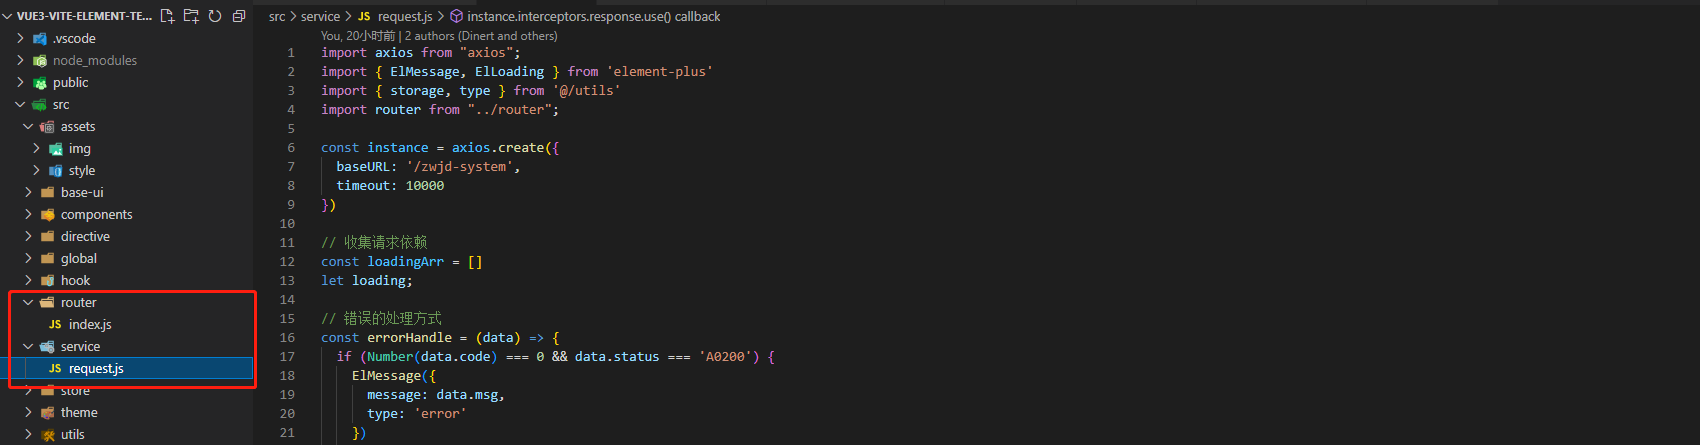 VUE3-VITE-ELEMENT-TE...
.vscode
node_modules
public
src
assets
img
style
base-ui
components
directive
global
hook
router
JS index.js
service
JS request.js
store
theme
utils
src > service > JS request.js > instance.interceptors.response.use() callback
You, 20小时前 | 2 authors (Dinert and others)
1 import axios from "axios";
2 import { ElMessage, ElLoading } from 'element-plus'
3 import { storage, type } from '@/utils'
4 import router from "../router";
5
6 const instance = axios.create({
7 baseURL: '/zwjd-system',
8 timeout: 10000
9 })
10
11 // 收集请求依赖
12 const loadingArr = []
13 let loading;
14
15 // 错误的处理方式
16 const errorHandle = (data) => {
17 if (Number(data.code) === 0 && data.status === 'A0200') {
18 ElMessage({
19 message: data.msg,
20 type: 'error'
21 })